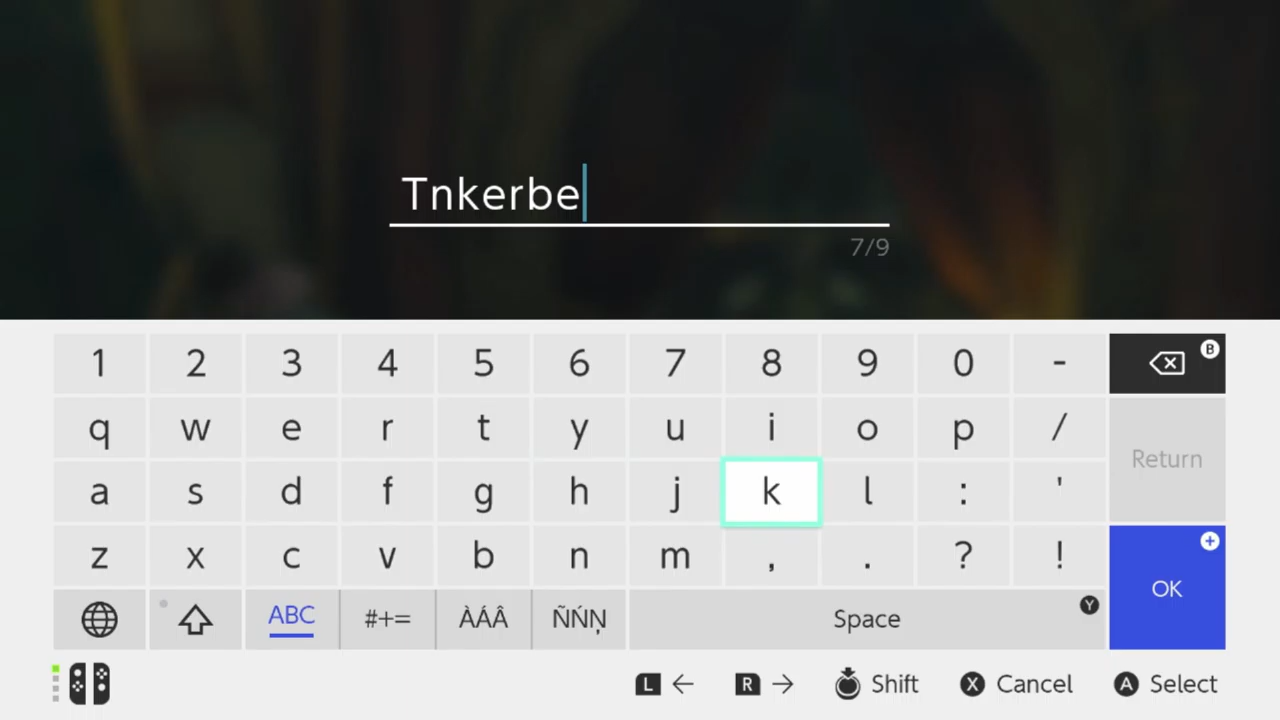 Tnkerbe
7/9
1 2 3 4 5 6 7 8 9 0 - B
q w e r t y u i o p /
Return
a s d f g h j k l : '
z x c v b n m , . ? ! +
OK
ABC #+= ÀÁÂ ÑŃŅ Space Y
L ← R → Shift X Cancel A Select